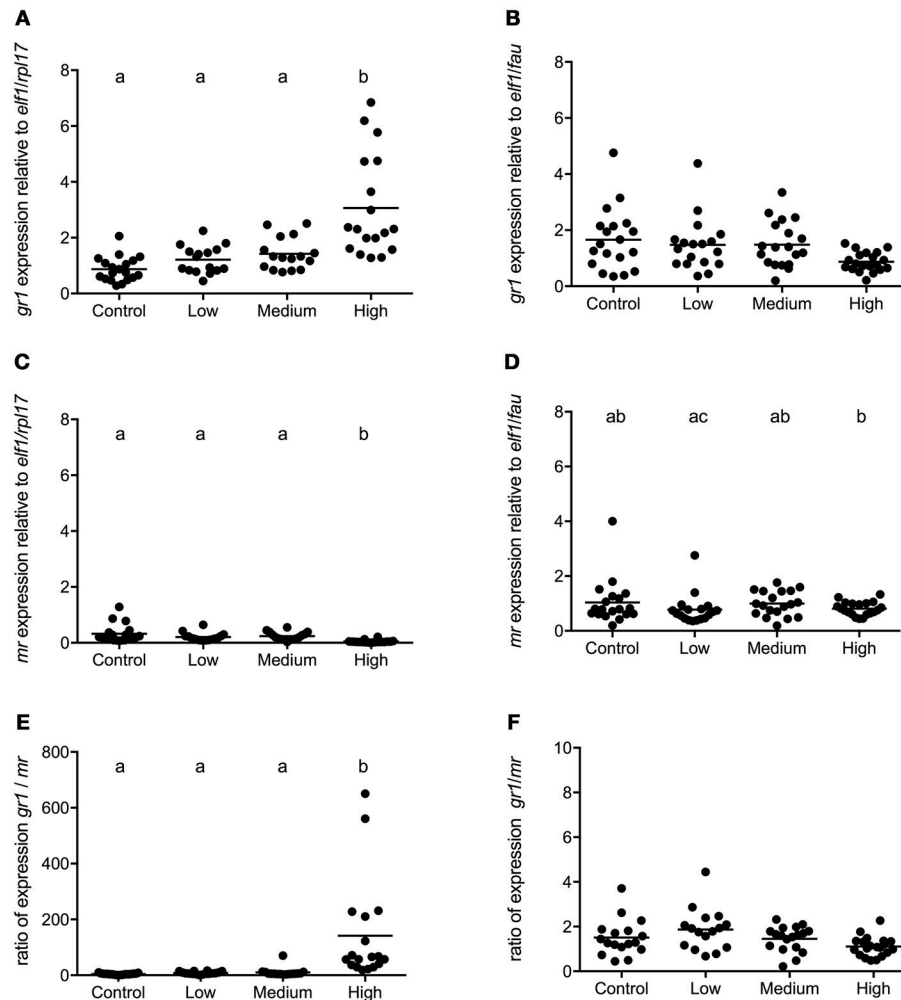 A
gr1 expression relative to elf1/rpl17
8
6
4
2
0
a a a b
Control Low Medium High
B
gr1 expression relative to elf1/fau
8
6
4
2
0
Control Low Medium High
C
mr expression relative to elf1/rpl17
8
6
4
2
0
a a a b
Control Low Medium High
D
mr expression relative to elf1/fau
8
6
4
2
0
ab ac ab b
Control Low Medium High
E
ratio of expression gr1 / mr
800
600
400
200
0
a a a b
Control Low Medium High
F
ratio of expression gr1/mr
10
8
6
4
2
0
Control Low Medium High